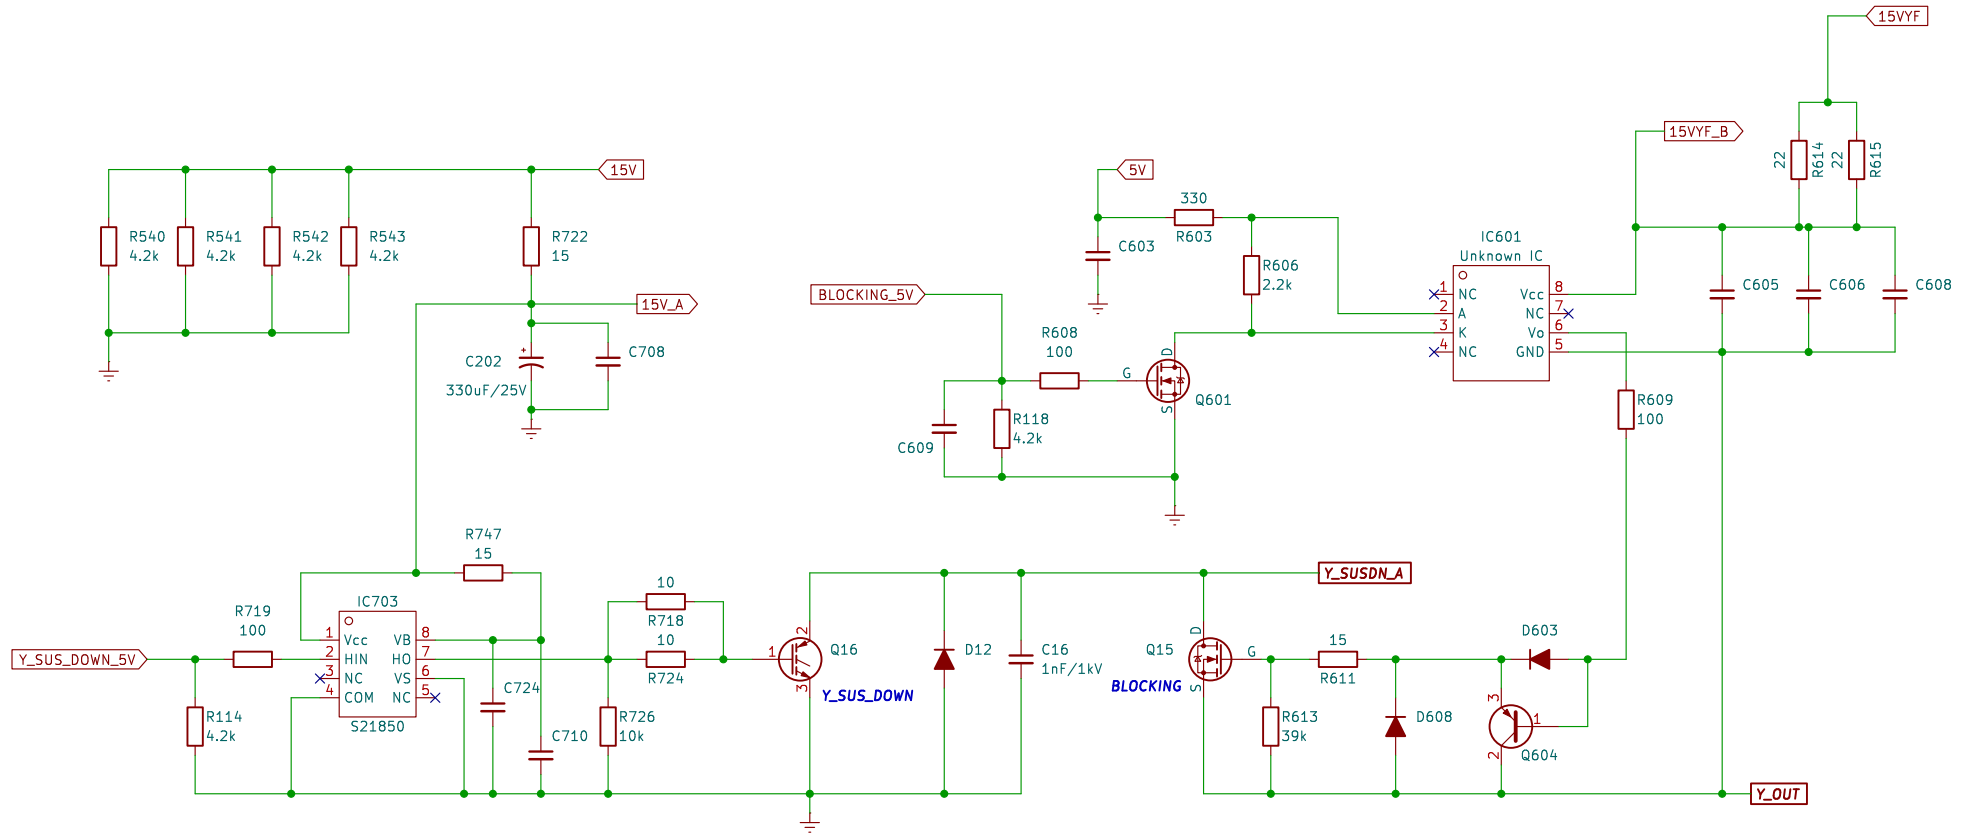 15VYF
15VYF_B
22
R614
22
R615
15V
5V
330
R603
R540
4.2k
R541
4.2k
R542
4.2k
R543
4.2k
R722
15
C603
R606
2.2k
IC601
Unknown IC
1 NC
2 A
3 K
4 NC
Vcc 8
NC 7
Vo 6
GND 5
C605
C606
C608
15V_A
BLOCKING_5V
R608
100
C202
+
330uF/25V
C708
G
D
S
Q601
R609
100
C609
R118
4.2k
R747
15
IC703
S21850
1 Vcc
2 HIN
3 NC
4 COM
VB 8
HO 7
VS 6
NC 5
R719
100
Y_SUS_DOWN_5V
R114
4.2k
10
R718
10
R724
C724
C710
R726
10k
1
2
3
Q16
Y_SUS_DOWN
D12
C16
1nF/1kV
Y_SUSDN_A
Q15
BLOCKING
D
G
S
15
R611
R613
39k
D608
D603
3
1
2
Q604
Y_OUT